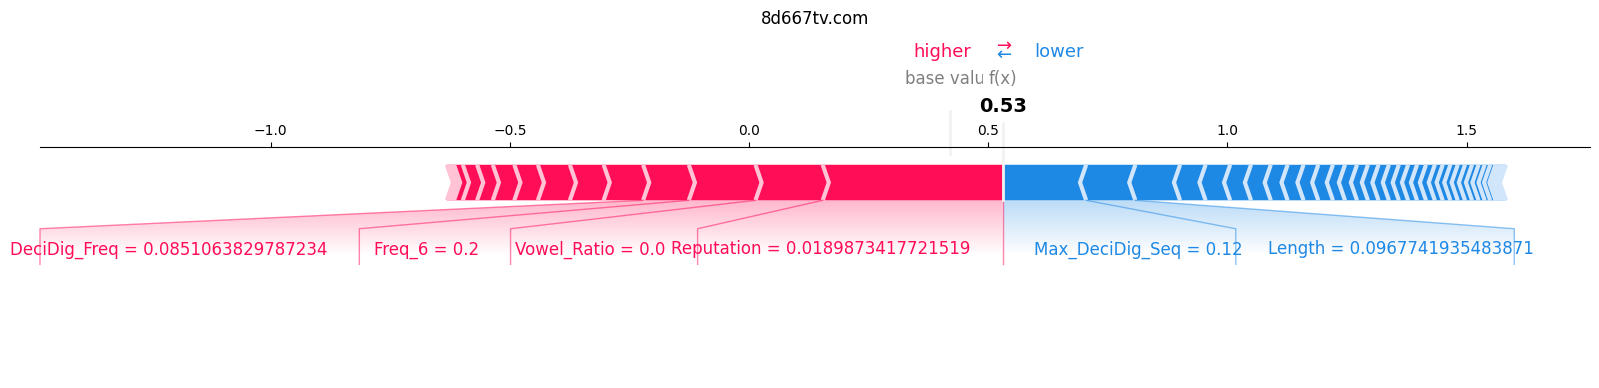 8d667tv.com
higher ⇄ lower
base valu f(x)
0.53
−1.0 −0.5 0.0 0.5 1.0 1.5
DeciDig_Freq = 0.0851063829787234 Freq_6 = 0.2 Vowel_Ratio = 0.0 Reputation = 0.0189873417721519 Max_DeciDig_Seq = 0.12 Length = 0.0967741935483871